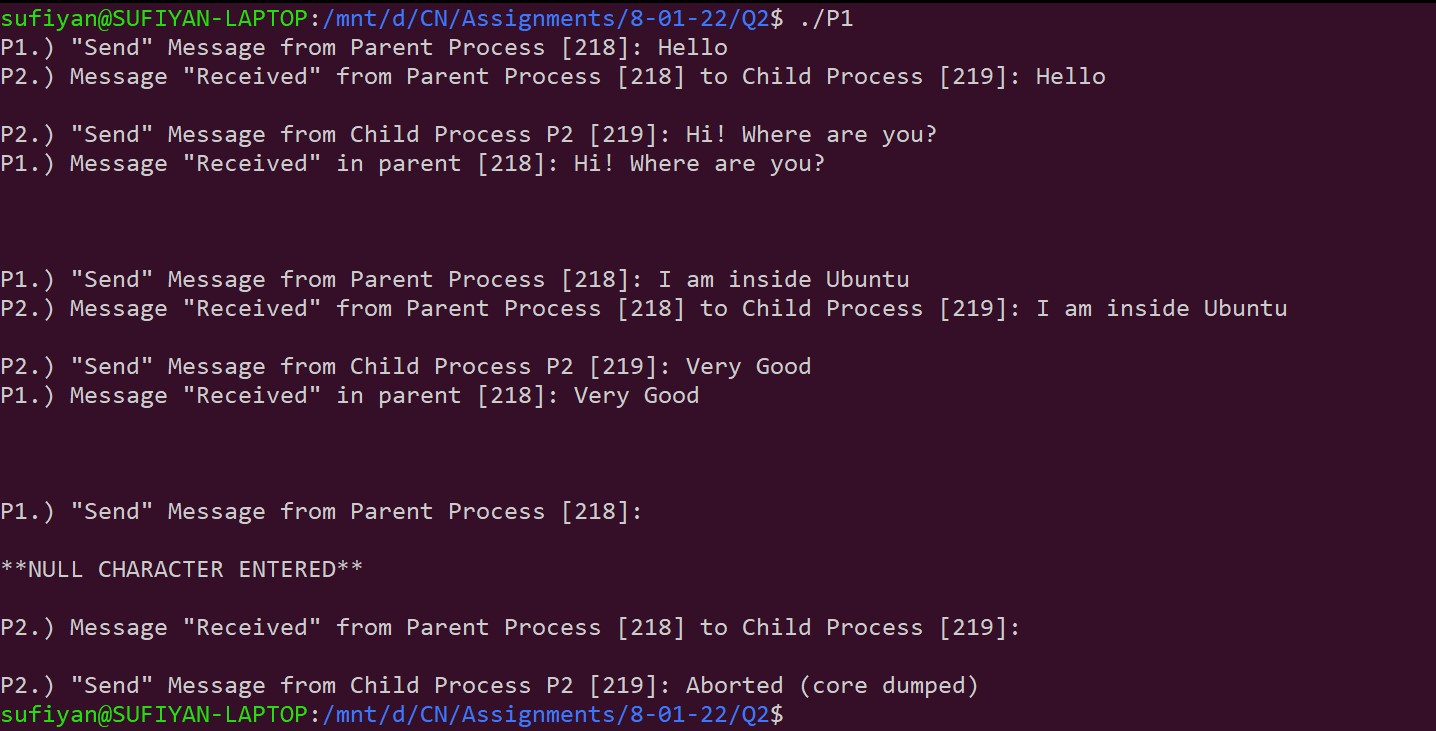 sufiyan@SUFIYAN-LAPTOP:/mnt/d/CN/Assignments/8-01-22/Q2$ ./P1
P1.) "Send" Message from Parent Process [218]: Hello
P2.) Message "Received" from Parent Process [218] to Child Process [219]: Hello
P2.) "Send" Message from Child Process P2 [219]: Hi! Where are you?
P1.) Message "Received" in parent [218]: Hi! Where are you?
P1.) "Send" Message from Parent Process [218]: I am inside Ubuntu
P2.) Message "Received" from Parent Process [218] to Child Process [219]: I am inside Ubuntu
P2.) "Send" Message from Child Process P2 [219]: Very Good
P1.) Message "Received" in parent [218]: Very Good
P1.) "Send" Message from Parent Process [218]:
**NULL CHARACTER ENTERED**
P2.) Message "Received" from Parent Process [218] to Child Process [219]:
P2.) "Send" Message from Child Process P2 [219]: Aborted (core dumped)
sufiyan@SUFIYAN-LAPTOP:/mnt/d/CN/Assignments/8-01-22/Q2$